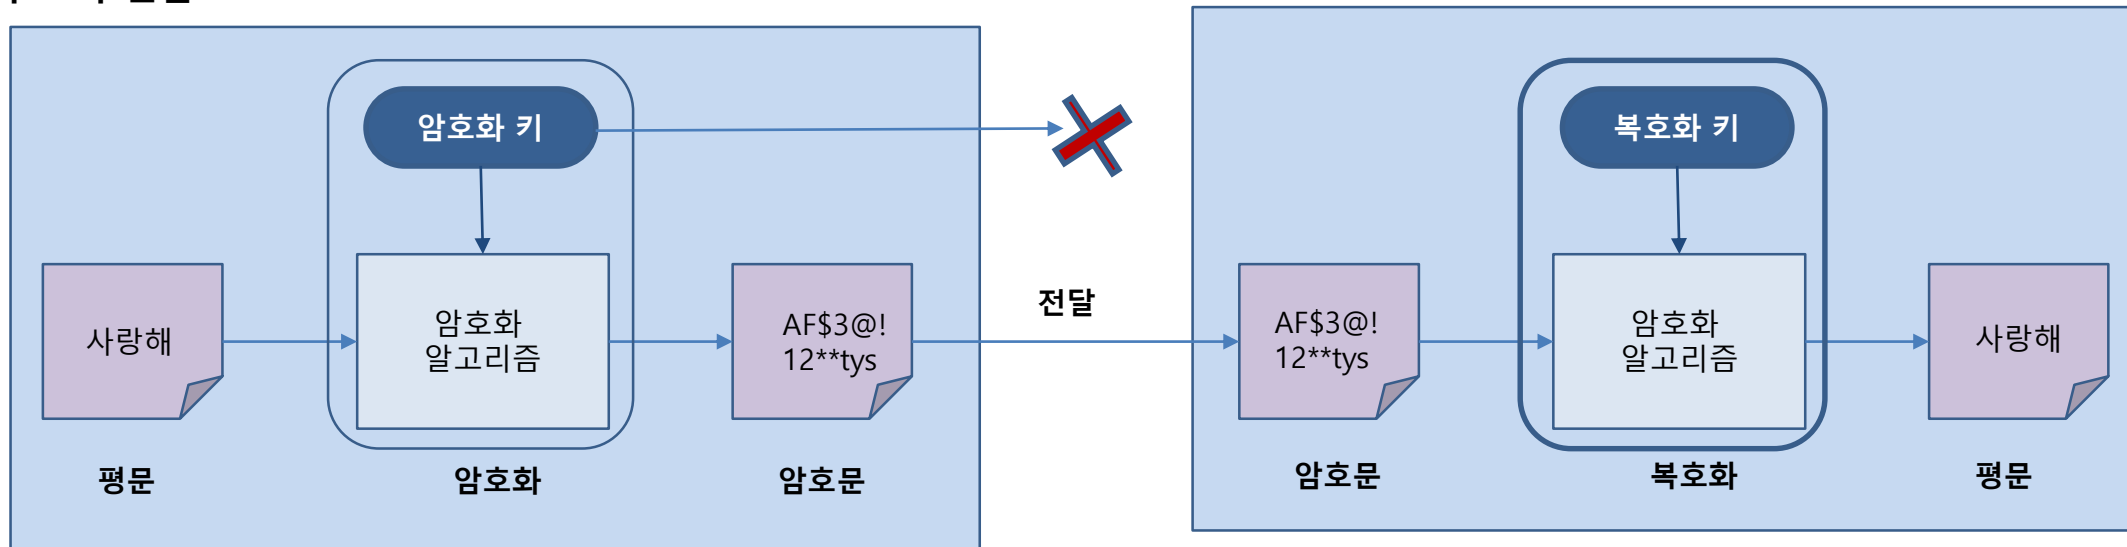 암호화 키
복호화 키
사랑해
암호화
알고리즘
AF$3@!
12**tys
전달
AF$3@!
12**tys
암호화
알고리즘
사랑해
평문
암호화
암호문
암호문
복호화
평문